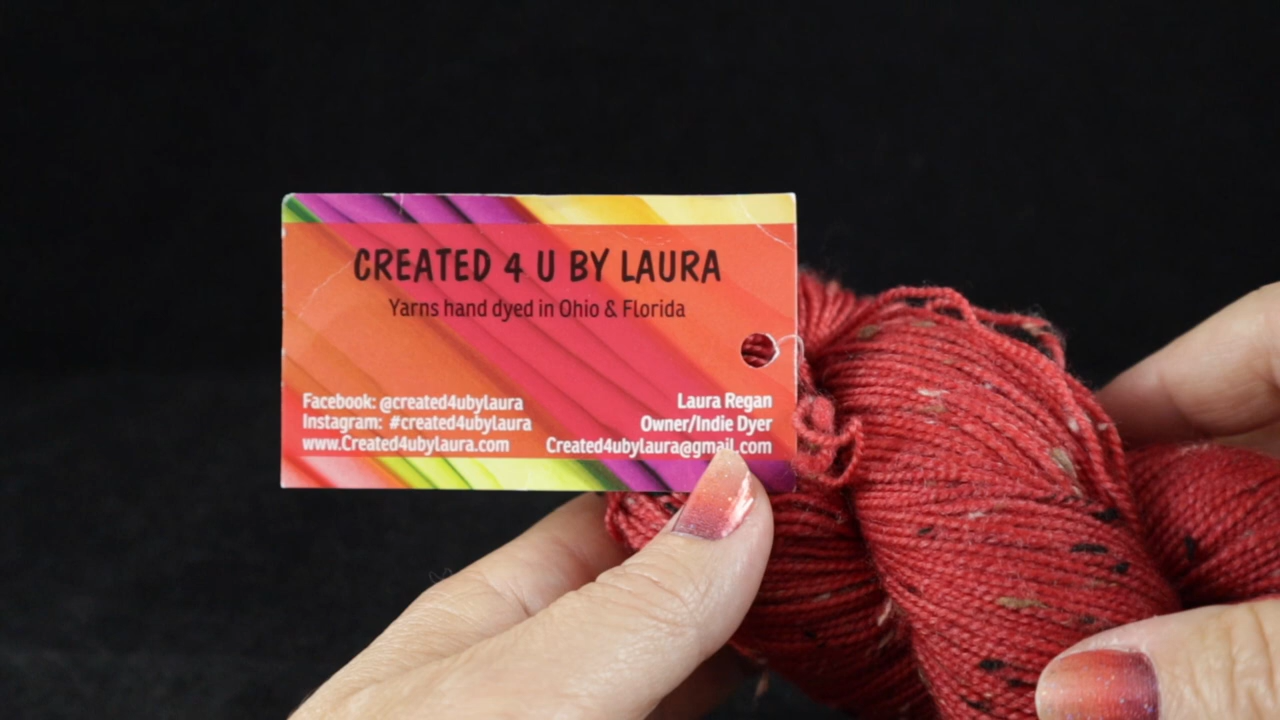 CREATED 4 U BY LAURA
Yarns hand dyed in Ohio & Florida
Facebook: @created4ubylaura
Instagram: #created4ubylaura
www.Created4ubylaura.com
Laura Regan
Owner/Indie Dyer
Created4ubylaura@gmail.com